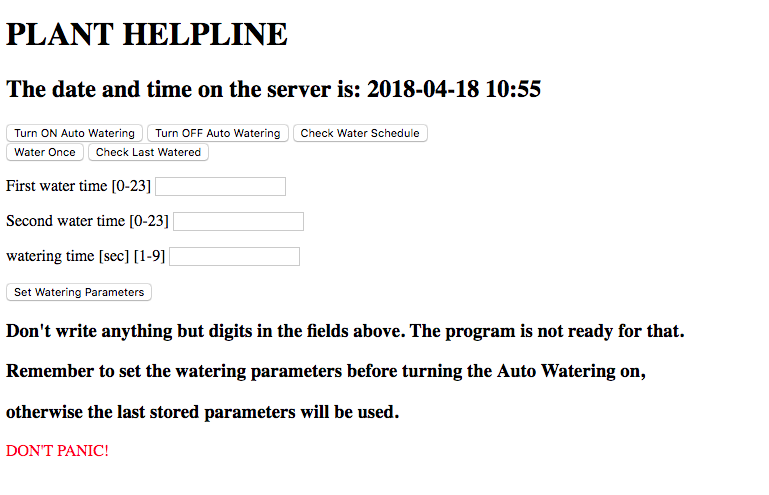 PLANT HELPLINE
The date and time on the server is: 2018-04-18 10:55
Turn ON Auto Watering Turn OFF Auto Watering Check Water Schedule
Water Once Check Last Watered
First water time [0-23]
Second water time [0-23]
watering time [sec] [1-9]
Set Watering Parameters
Don't write anything but digits in the fields above. The program is not ready for that.
Remember to set the watering parameters before turning the Auto Watering on,
otherwise the last stored parameters will be used.
DON'T PANIC!